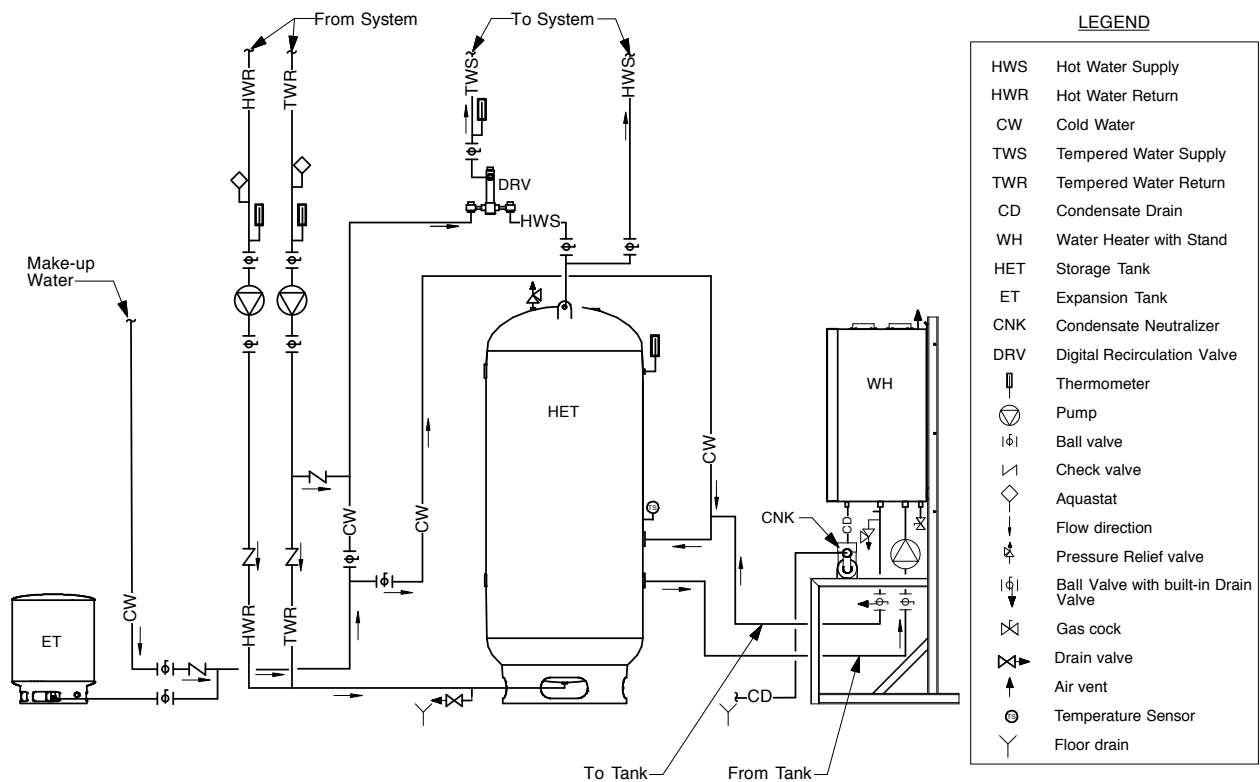 From System
To System
HWR
TWR
TWS
HWS
DRV
HWS
Make-up
Water
HET
WH
CW
CW
CW
TS
CNK
CD
CW
ET
HWR
TWR
CD
To Tank
From Tank
LEGEND
HWS Hot Water Supply
HWR Hot Water Return
CW Cold Water
TWS Tempered Water Supply
TWR Tempered Water Return
CD Condensate Drain
WH Water Heater with Stand
HET Storage Tank
ET Expansion Tank
CNK Condensate Neutralizer
DRV Digital Recirculation Valve
Thermometer
Pump
Ball valve
Check valve
Aquastat
Flow direction
Pressure Relief valve
Ball Valve with built-in Drain
Valve
Gas cock
Drain valve
Air vent
TS Temperature Sensor
Floor drain